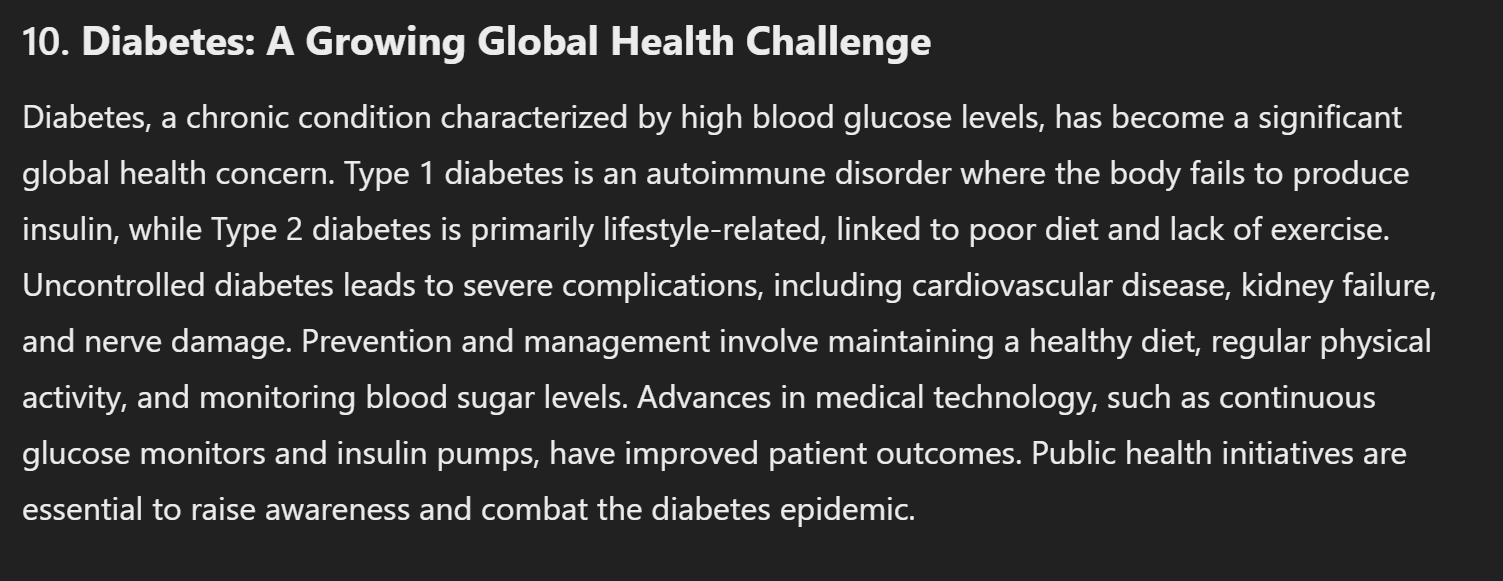 10. Diabetes: A Growing Global Health Challenge
Diabetes, a chronic condition characterized by high blood glucose levels, has become a significant
global health concern. Type 1 diabetes is an autoimmune disorder where the body fails to produce
insulin, while Type 2 diabetes is primarily lifestyle-related, linked to poor diet and lack of exercise.
Uncontrolled diabetes leads to severe complications, including cardiovascular disease, kidney failure,
and nerve damage. Prevention and management involve maintaining a healthy diet, regular physical
activity, and monitoring blood sugar levels. Advances in medical technology, such as continuous
glucose monitors and insulin pumps, have improved patient outcomes. Public health initiatives are
essential to raise awareness and combat the diabetes epidemic.